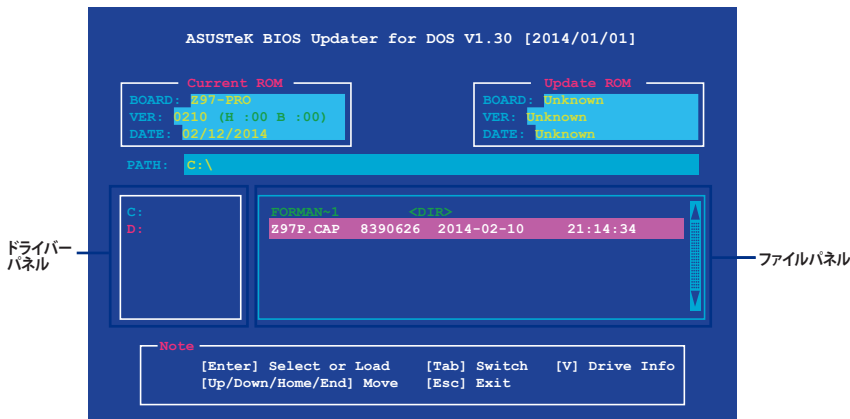 ASUSTeK BIOS Updater for DOS V1.30 [2014/01/01]
Current ROM
BOARD: Z97-PRO
VER: 0210 (H :00 B :00)
DATE: 02/12/2014
Update ROM
BOARD: Unknown
VER: Unknown
DATE: Unknown
PATH: C:\
C:
D:
FORMAN~1 <DIR>
Z97P.CAP 8390626 2014-02-10 21:14:34
ドライバー
パネル
ファイルパネル
Note
[Enter] Select or Load [Tab] Switch [V] Drive Info
[Up/Down/Home/End] Move [Esc] Exit